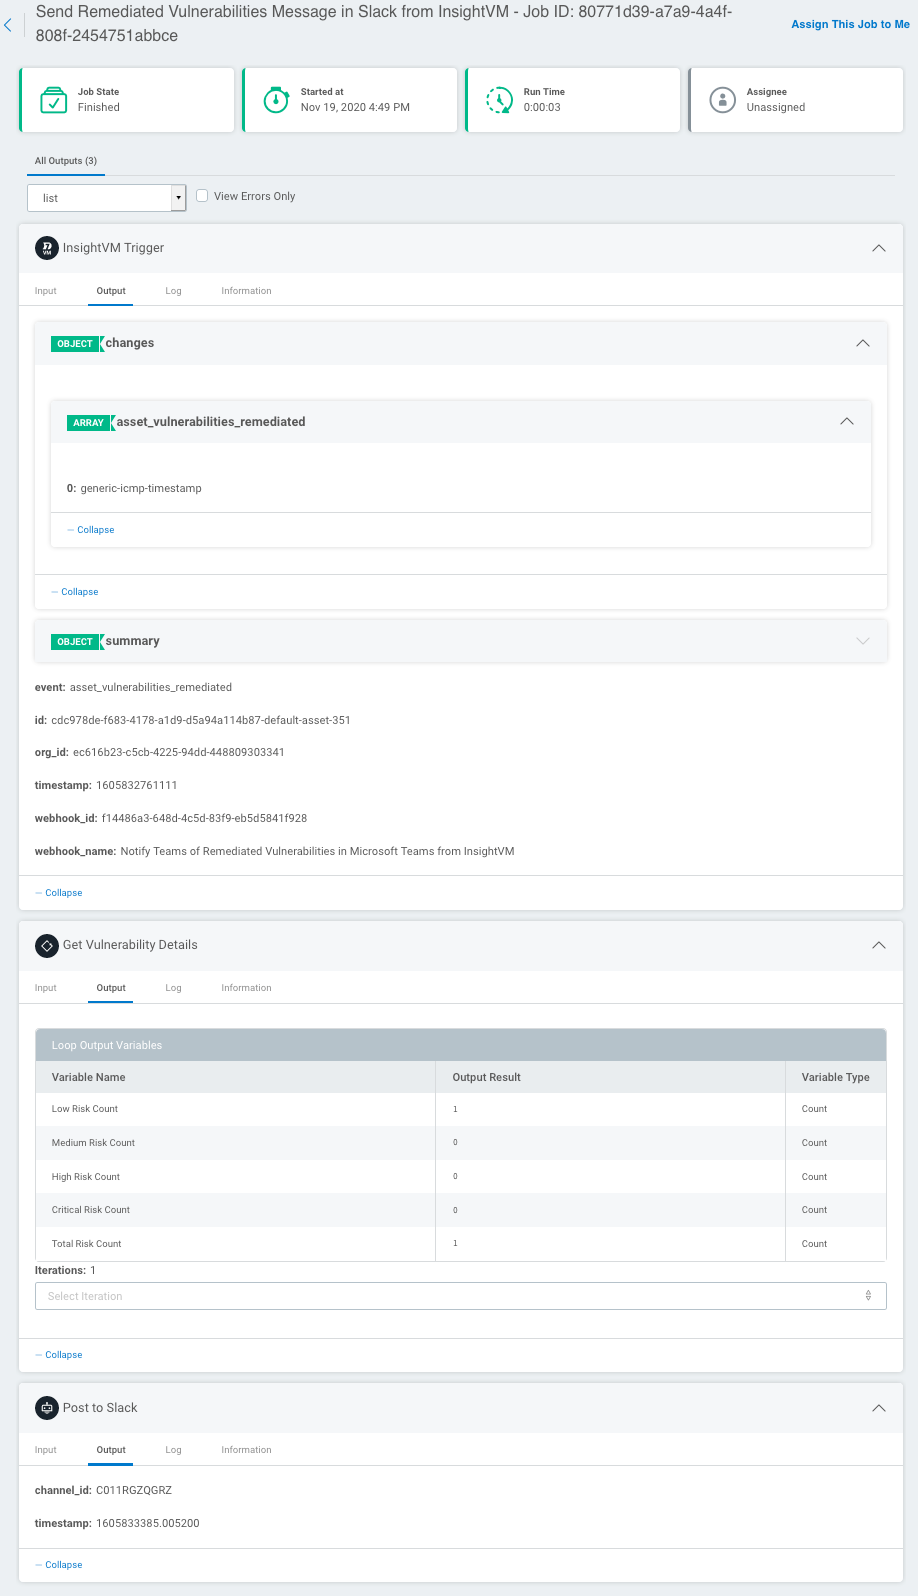 Send Remediated Vulnerabilities Message in Slack from InsightVM - Job ID: 80771d39-a7a9-4a4f-
808f-2454751abbce
Assign This Job to Me
Job State
Finished
Started at
Nov 19, 2020 4:49 PM
Run Time
0:00:03
Assignee
Unassigned
All Outputs (3)
list
View Errors Only
VM
InsightVM Trigger
Input Output Log Information
OBJECT changes
ARRAY asset_vulnerabilities_remediated
0: generic-icmp-timestamp
— Collapse
— Collapse
OBJECT summary
event: asset_vulnerabilities_remediated
id: cdc978de-f683-4178-a1d9-d5a94a114b87-default-asset-351
org_id: ec616b23-c5cb-4225-94dd-448809303341
timestamp: 1605832761111
webhook_id: f14486a3-648d-4c5d-83f9-eb5d5841f928
webhook_name: Notify Teams of Remediated Vulnerabilities in Microsoft Teams from InsightVM
— Collapse
Get Vulnerability Details
Input Output Log Information
Loop Output Variables
Variable Name Output Result Variable Type
Low Risk Count 1 Count
Medium Risk Count 0 Count
High Risk Count 0 Count
Critical Risk Count 0 Count
Total Risk Count 1 Count
Iterations: 1
Select Iteration
— Collapse
Post to Slack
Input Output Log Information
channel_id: C011RGZQGRZ
timestamp: 1605833385.005200
— Collapse